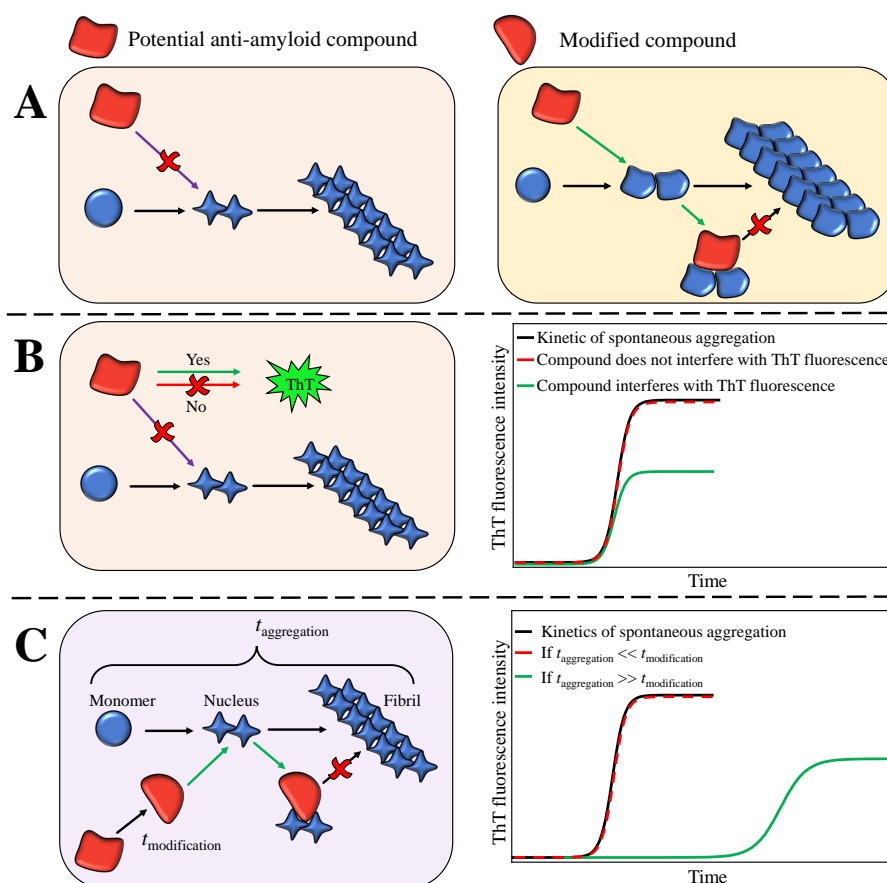 Potential anti-amyloid compound
Modified compound
A
B
Yes
No
ThT
ThT fluorescence intensity
Kinetic of spontaneous aggregation
Compound does not interfere with ThT fluorescence
Compound interferes with ThT fluorescence
Time
C
taggregation
Monomer
Nucleus
Fibril
tmodification
ThT fluorescence intensity
Kinetics of spontaneous aggregation
If taggregation << tmodification
If taggregation >> tmodification
Time